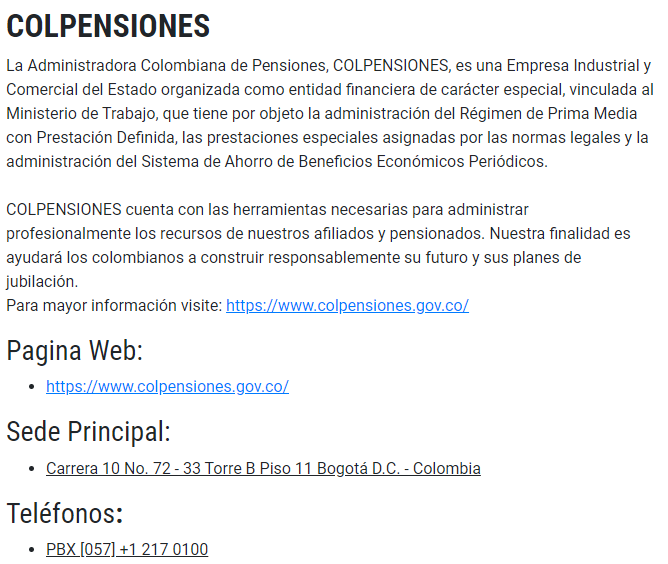 COLPENSIONES
La Administradora Colombiana de Pensiones, COLPENSIONES, es una Empresa Industrial y
Comercial del Estado organizada como entidad financiera de carácter especial, vinculada al
Ministerio de Trabajo, que tiene por objeto la administración del Régimen de Prima Media
con Prestación Definida, las prestaciones especiales asignadas por las normas legales y la
administración del Sistema de Ahorro de Beneficios Económicos Periódicos.
COLPENSIONES cuenta con las herramientas necesarias para administrar
profesionalmente los recursos de nuestros afiliados y pensionados. Nuestra finalidad es
ayudará los colombianos a construir responsablemente su futuro y sus planes de
jubilación.
Para mayor información visite: https://www.colpensiones.gov.co/
Pagina Web:
• https://www.colpensiones.gov.co/
Sede Principal:
• Carrera 10 No. 72 - 33 Torre B Piso 11 Bogotá D.C. - Colombia
Teléfonos:
• PBX [057] +1 217 0100